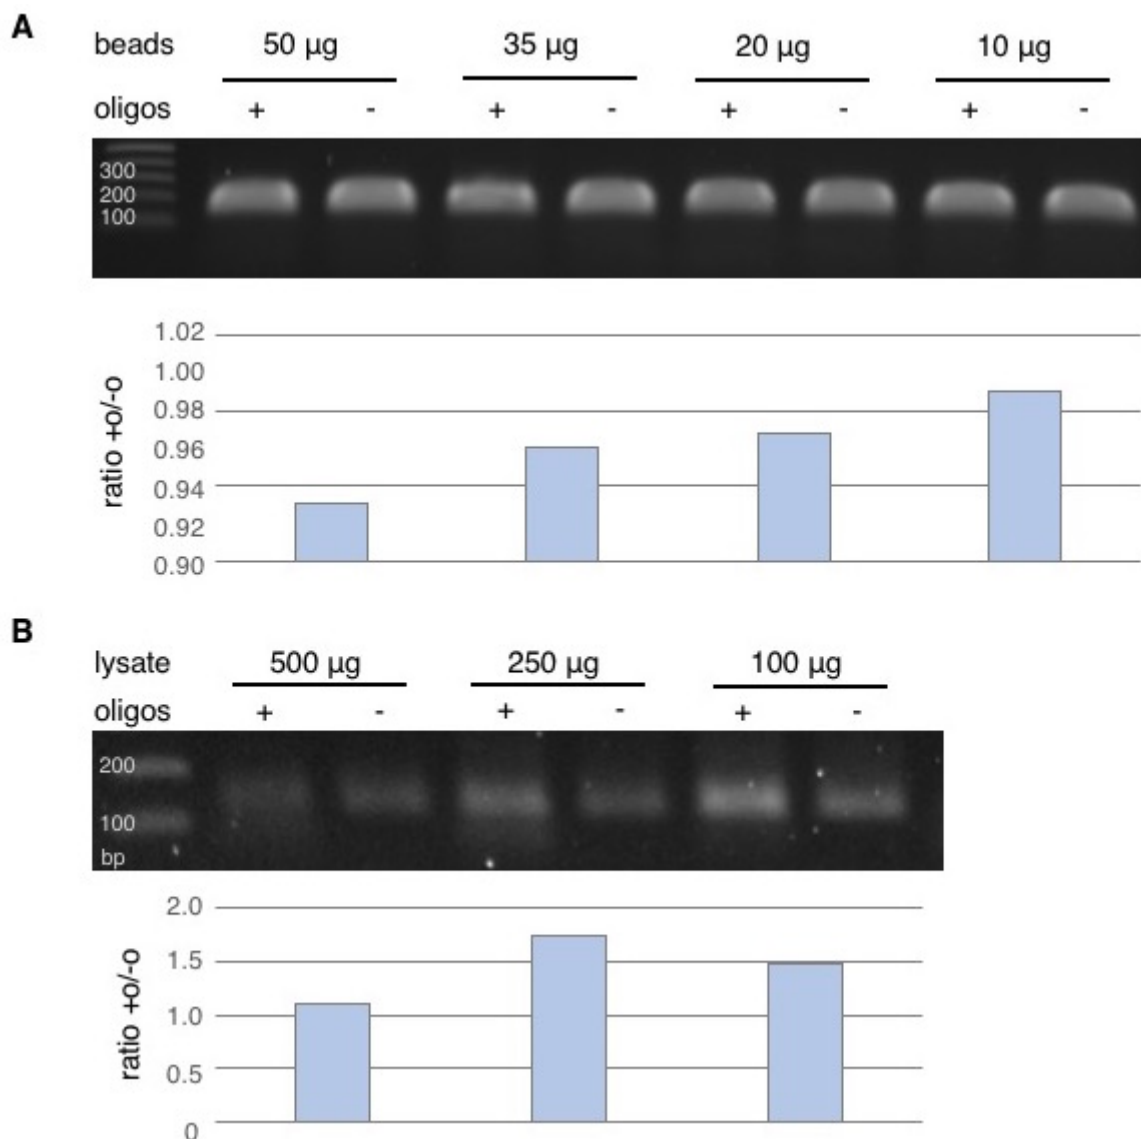 A
beads 50 µg 35 µg 20 µg 10 µg
oligos + - + - + - + -
300
200
100
1.02
1.00
0.98
0.96
0.94
0.92
0.90
ratio +o/-o
B
lysate 500 µg 250 µg 100 µg
oligos + - + - + -
200
100
bp
2.0
1.5
1.0
0.5
0
ratio +o/-o